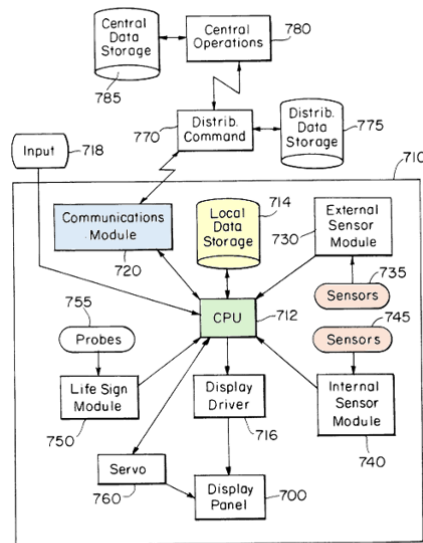 Central
Data
Storage
785
Central
Operations
780
770
Distrib.
Command
Distrib.
Data
Storage
775
Input
718
710
Communications
Module
720
Local
Data
Storage
714
External
Sensor
Module
730
Sensors
735
CPU
712
Sensors
745
755
Probes
Life Sign
Module
750
Display
Driver
716
Internal
Sensor
Module
740
Servo
760
Display
Panel
700